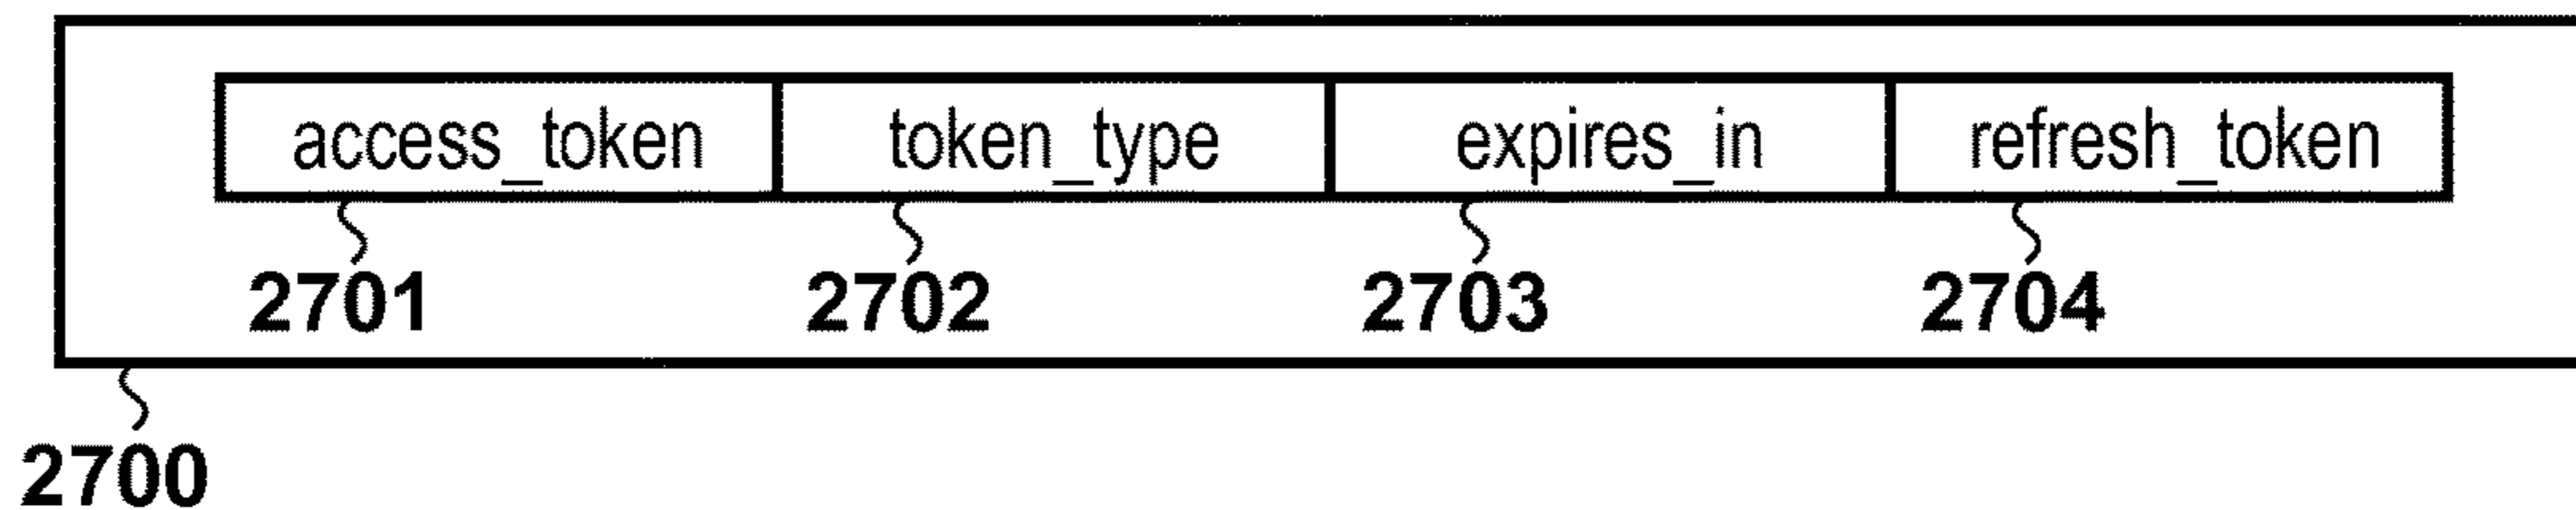 access_token token_type expires_in refresh_token
2701 2702 2703 2704
2700